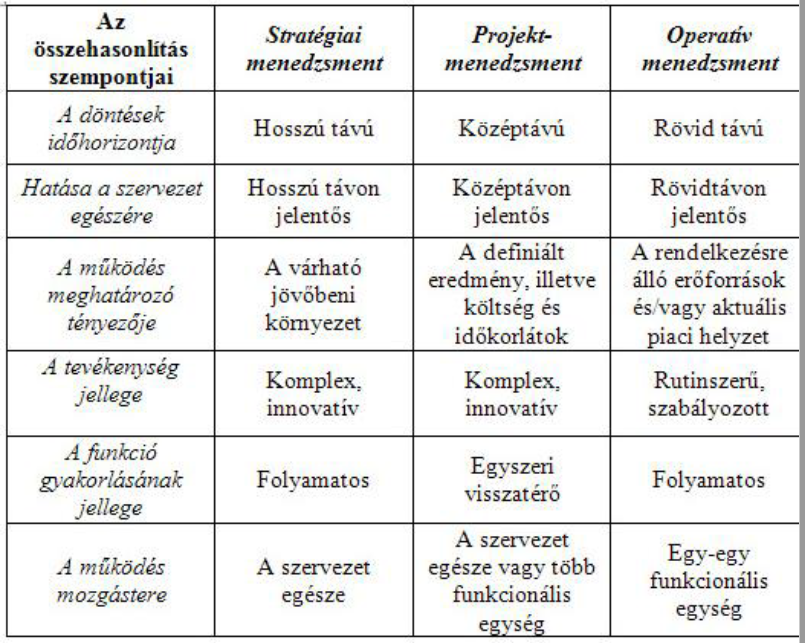 Az
összehasonlítás
szempontjai
Stratégiai
menedzsment
Projekt-
menedzsment
Operatív
menedzsment
A döntések
időhorizontja
Hosszú távú
Középtávú
Rövid távú
Hatása a szervezet
egészére
Hosszú távon
jelentős
Középtávon
jelentős
Rövidtávon
jelentős
A működés
meghatározó
tényezője
A várható
jövőbeni
környezet
A definiált
eredmény, illetve
költség és
időkorlátok
A rendelkezésre
álló erőforrások
és/vagy aktuális
piaci helyzet
A tevékenység
jellege
Komplex,
innovatív
Komplex,
innovatív
Rutinszerű,
szabályozott
A funkció
gyakorlásának
jellege
Folyamatos
Egyszeri
visszatérő
Folyamatos
A működés
mozgástere
A szervezet
egésze
A szervezet
egésze vagy több
funkcionális
egység
Egy-egy
funkcionális
egység